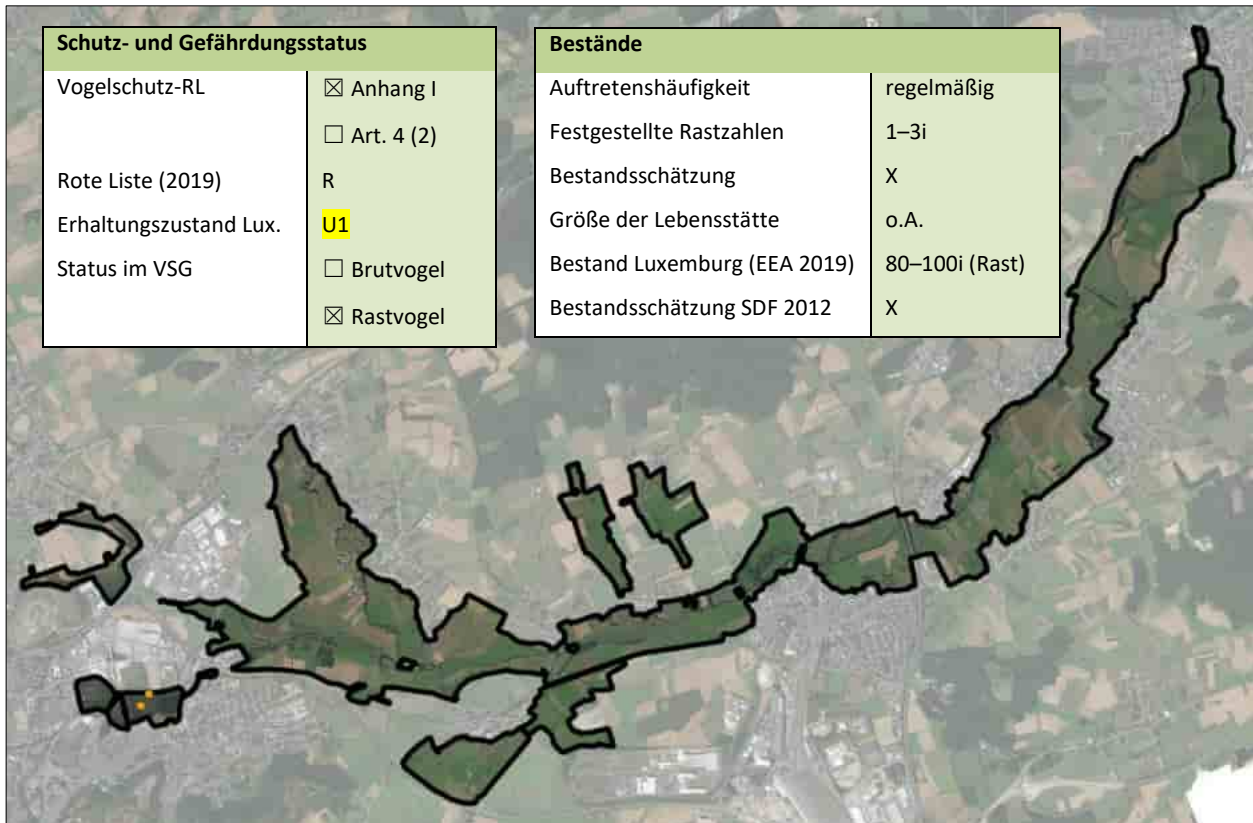 Schutz- und Gefährdungsstatus
Vogelschutz-RL ☒ Anhang I
☐ Art. 4 (2)
Rote Liste (2019) R
Erhaltungszustand Lux. U1
Status im VSG ☐ Brutvogel
☒ Rastvogel
Bestände
Auftretenshäufigkeit regelmäßig
Festgestellte Rastzahlen 1–3i
Bestandsschätzung X
Größe der Lebensstätte o.A.
Bestand Luxemburg (EEA 2019) 80–100i (Rast)
Bestandsschätzung SDF 2012 X